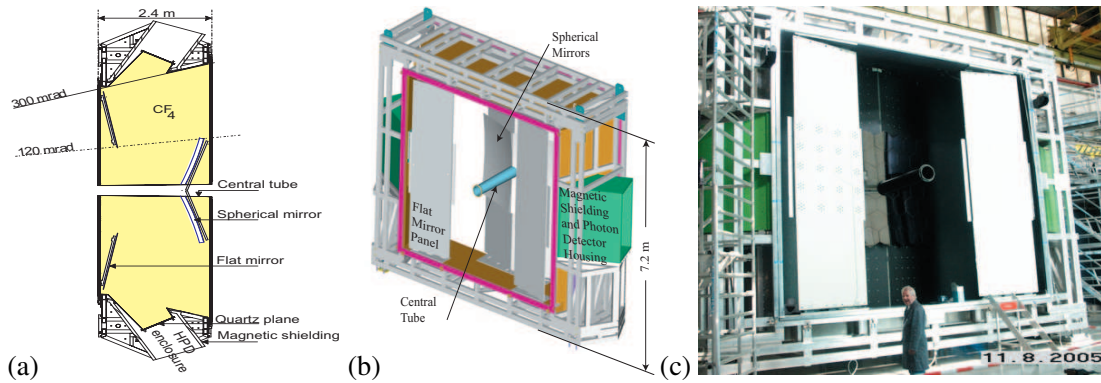 2.4 m
300 mrad
CF4
120 mrad
Central tube
Spherical mirror
Flat mirror
Quartz plane
Magnetic shielding
HPD
enclosure
(a)
Spherical
Mirrors
Flat
Mirror
Panel
Magnetic
Shielding
and Photon
Detector
Housing
7.2 m
Central
Tube
(b)
11.8.2005
(c)